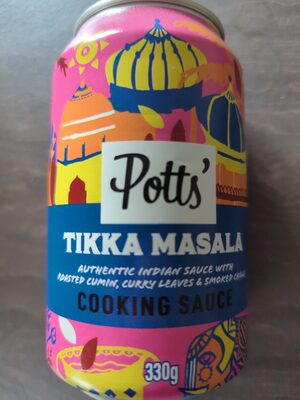 Potts'
TIKKA MASALA
AUTHENTIC INDIAN SAUCE WITH
ROASTED CUMIN, CURRY LEAVES & SMOKED CHILLI
COOKING SAUCE
330g